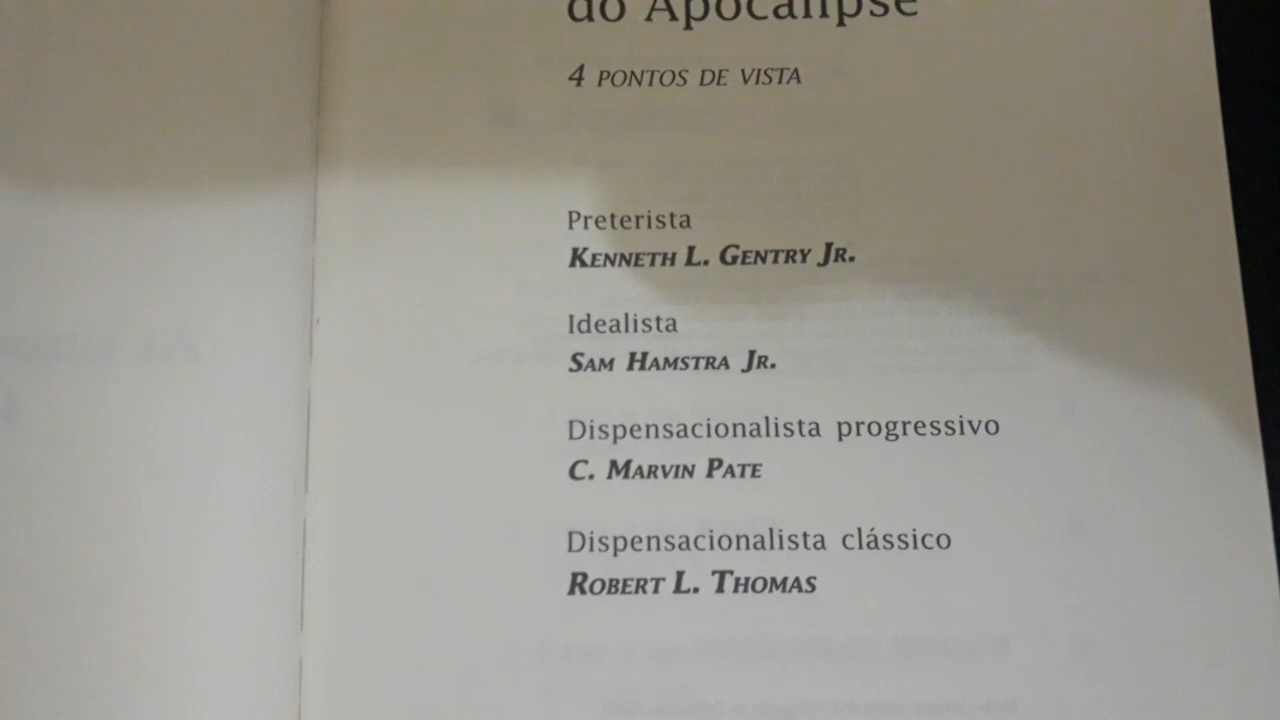 do Apocalipse
4 PONTOS DE VISTA
Preterista
KENNETH L. GENTRY JR.
Idealista
SAM HAMSTRA JR.
Dispensacionalista progressivo
C. MARVIN PATE
Dispensacionalista clássico
ROBERT L. THOMAS